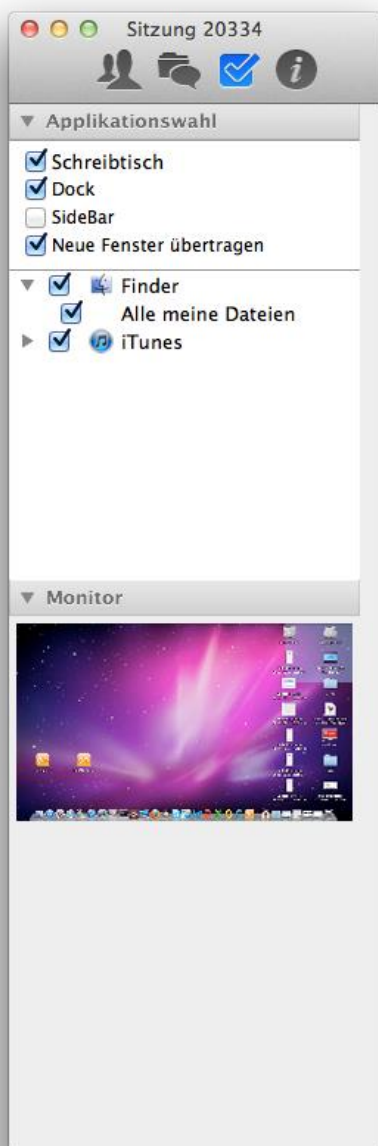 Sitzung 20334
Applikationswahl
Schreibtisch
Dock
SideBar
Neue Fenster übertragen
Finder
Alle meine Dateien
iTunes
Monitor